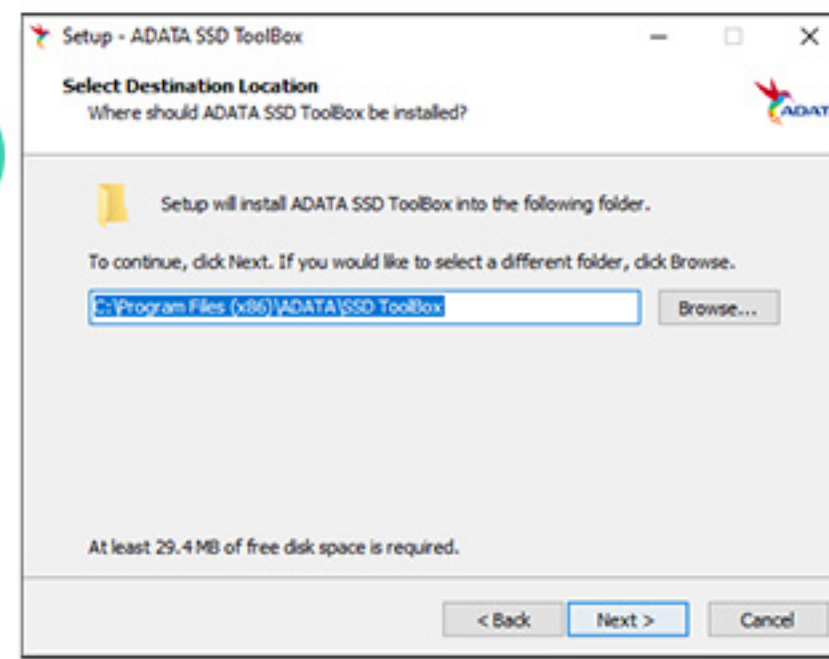 Setup - ADATA SSD ToolBox
Select Destination Location
Where should ADATA SSD ToolBox be installed?
ADAT
Setup will install ADATA SSD ToolBox into the following folder.
To continue, click Next. If you would like to select a different folder, click Browse.
C:\Program Files (x86)\ADATA\SSD ToolBox
Browse...
At least 29.4 MB of free disk space is required.
< Back
Next >
Cancel